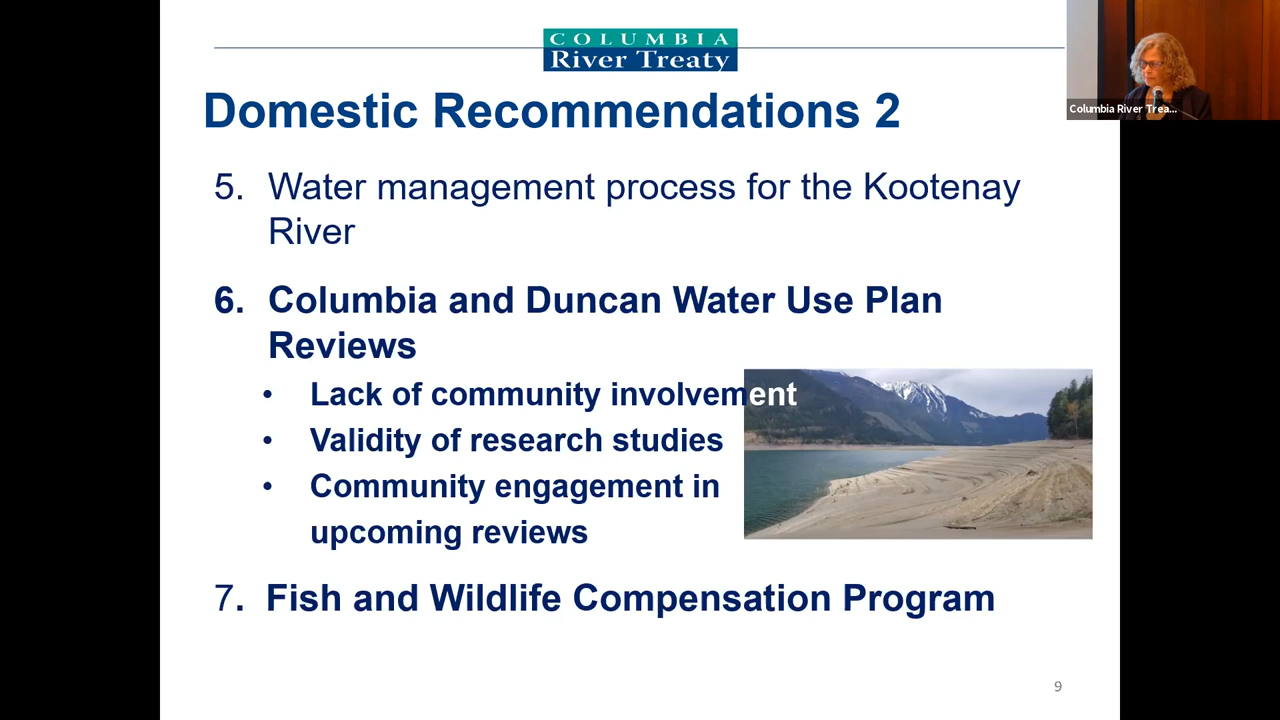 COLUMBIA
River Treaty
Columbia River Trea...
Domestic Recommendations 2
5. Water management process for the Kootenay
River
6. Columbia and Duncan Water Use Plan
Reviews
• Lack of community involvement
• Validity of research studies
• Community engagement in
upcoming reviews
7. Fish and Wildlife Compensation Program
9